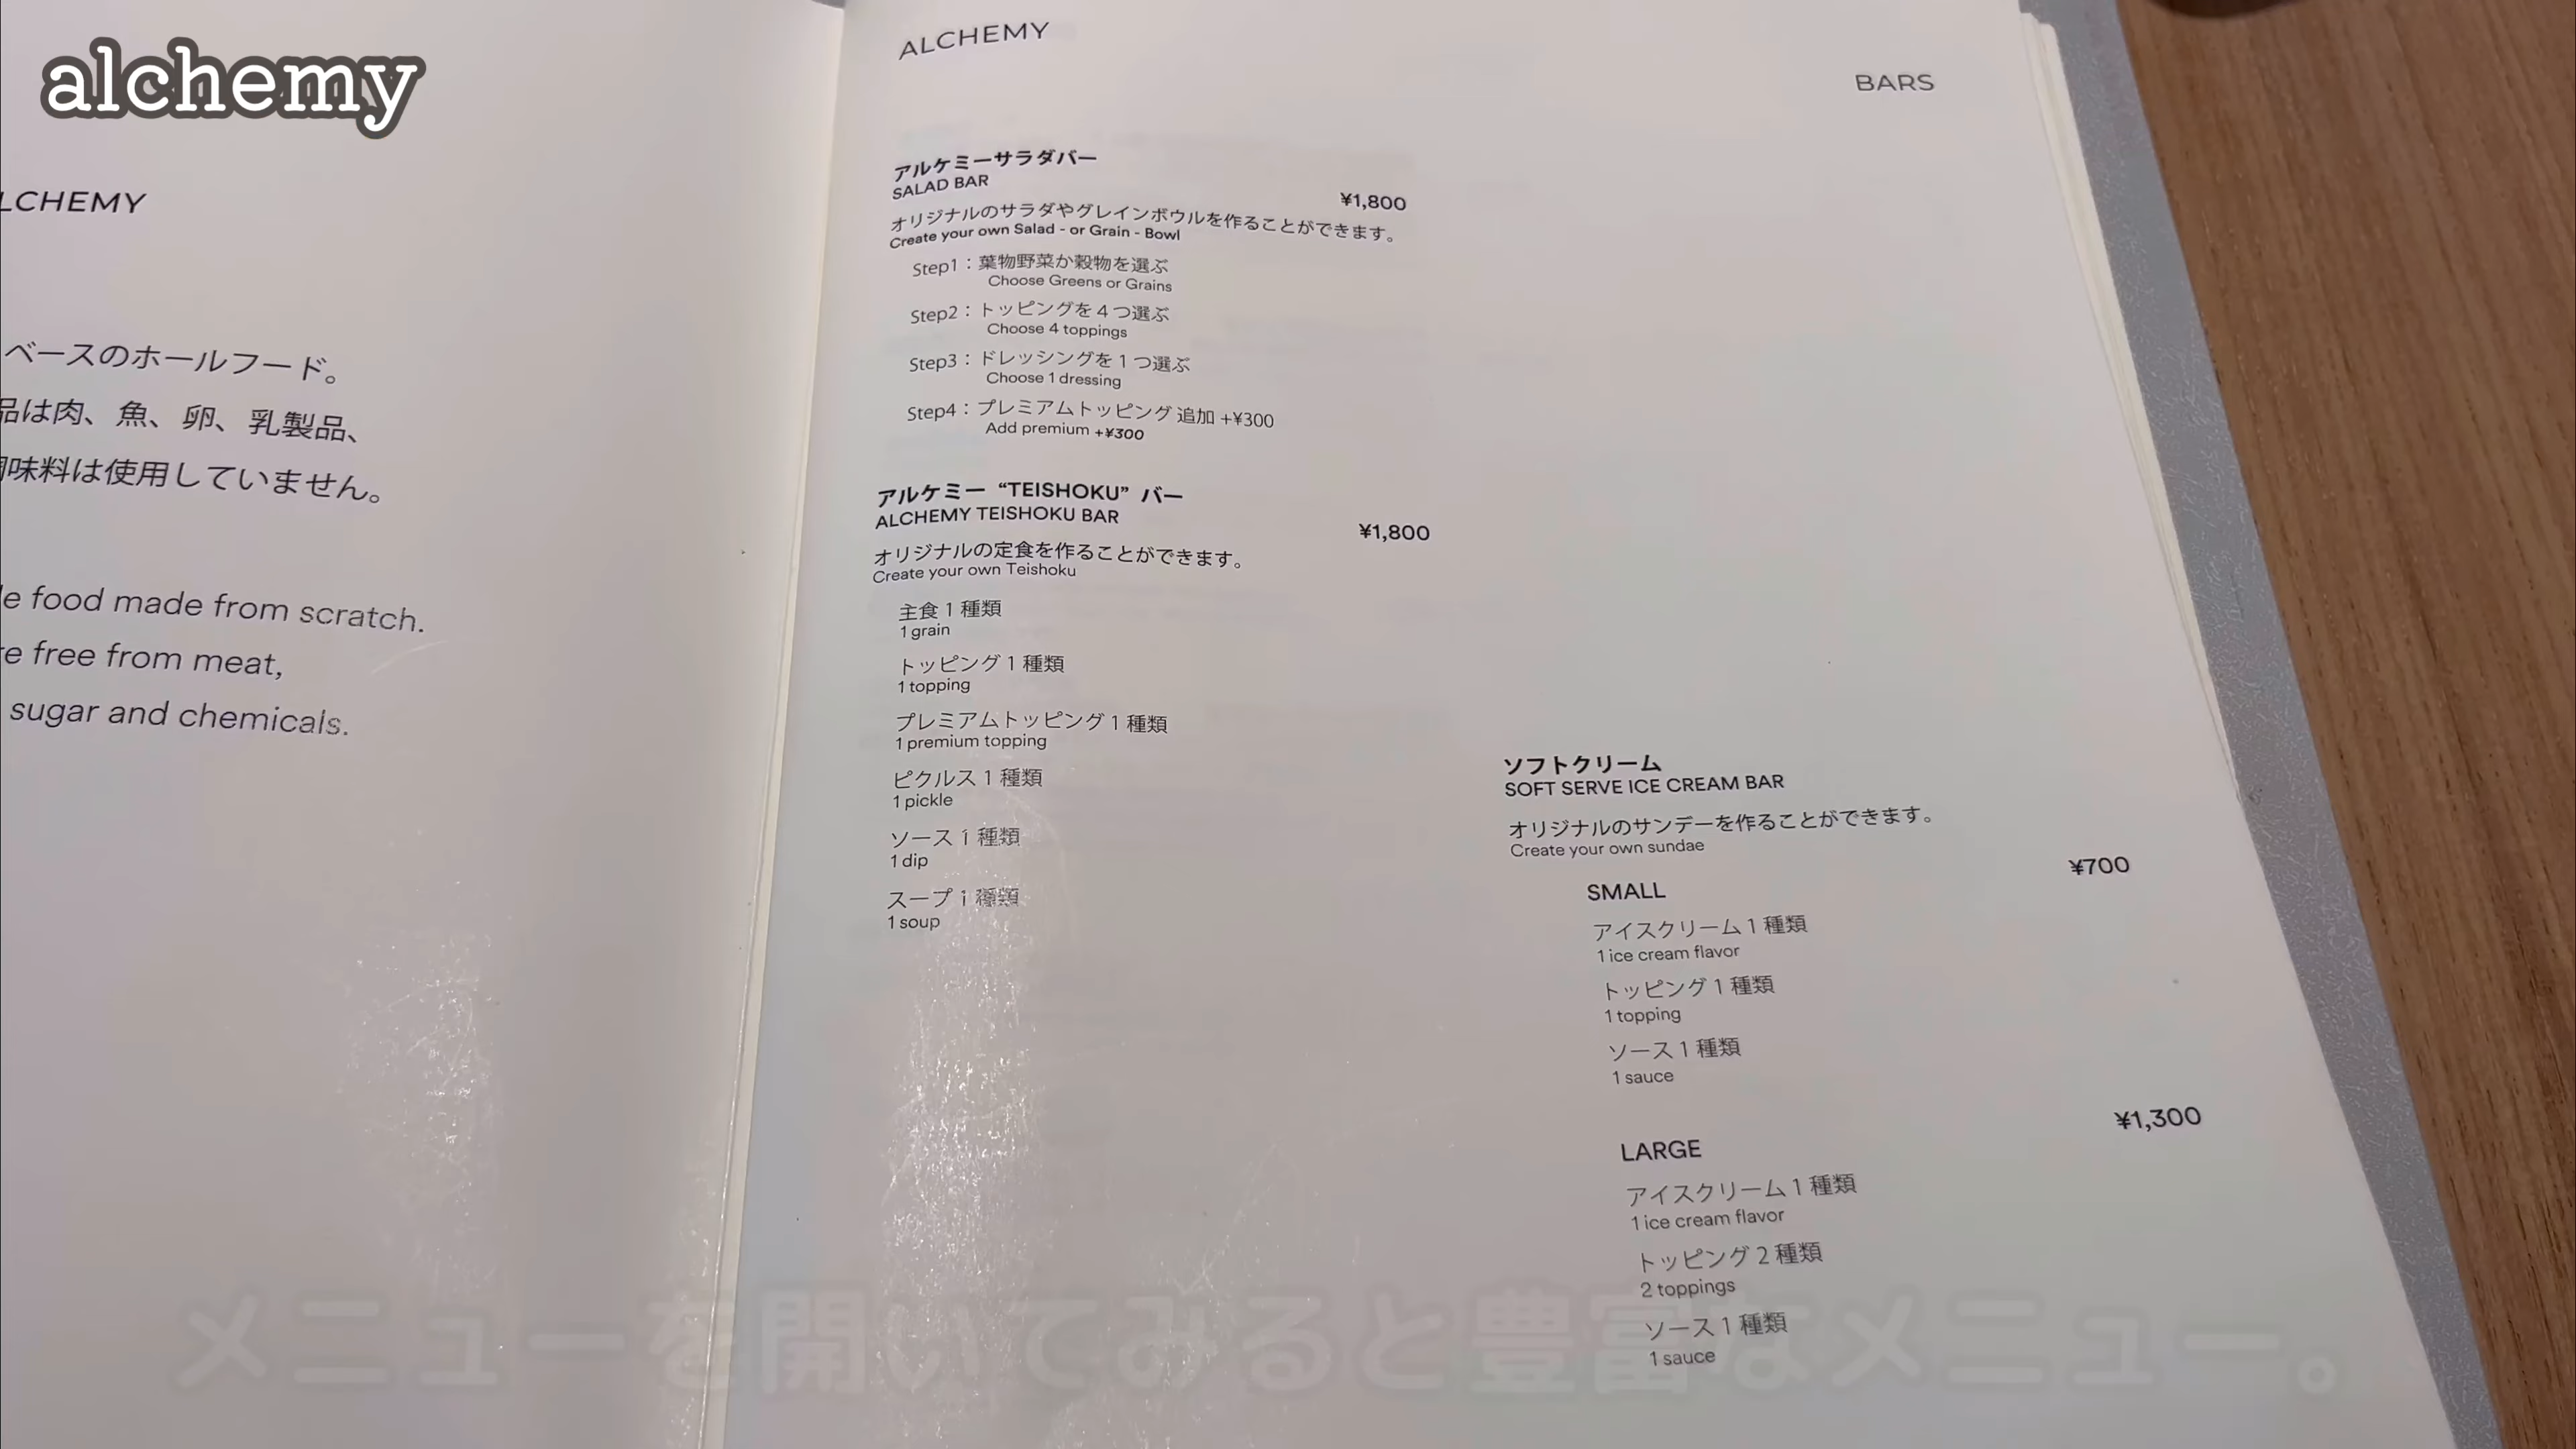 alchemy
LCHEMY
ベースのホールフード。
品は肉、魚、卵、乳製品、
調味料は使用していません。
le food made from scratch.
re free from meat,
sugar and chemicals.
ALCHEMY
BARS
アルケミーサラダバー
SALAD BAR
¥1,800
オリジナルのサラダやグレインボウルを作ることができます。
Create your own Salad - or Grain - Bowl
Step1：葉物野菜か穀物を選ぶ
Choose Greens or Grains
Step2：トッピングを4つ選ぶ
Choose 4 toppings
Step3：ドレッシングを1つ選ぶ
Choose 1 dressing
Step4：プレミアムトッピング 追加 +¥300
Add premium +¥300
アルケミー “TEISHOKU” バー
ALCHEMY TEISHOKU BAR
¥1,800
オリジナルの定食を作ることができます。
Create your own Teishoku
主食1種類
1 grain
トッピング1種類
1 topping
プレミアムトッピング1種類
1 premium topping
ピクルス1種類
1 pickle
ソース1種類
1 dip
スープ1種類
1 soup
ソフトクリーム
SOFT SERVE ICE CREAM BAR
オリジナルのサンデーを作ることができます。
Create your own sundae
¥700
SMALL
アイスクリーム1種類
1 ice cream flavor
トッピング1種類
1 topping
ソース1種類
1 sauce
¥1,300
LARGE
アイスクリーム1種類
1 ice cream flavor
トッピング2種類
2 toppings
ソース1種類
1 sauce
メニューを開いてみると豊富なメニュー。